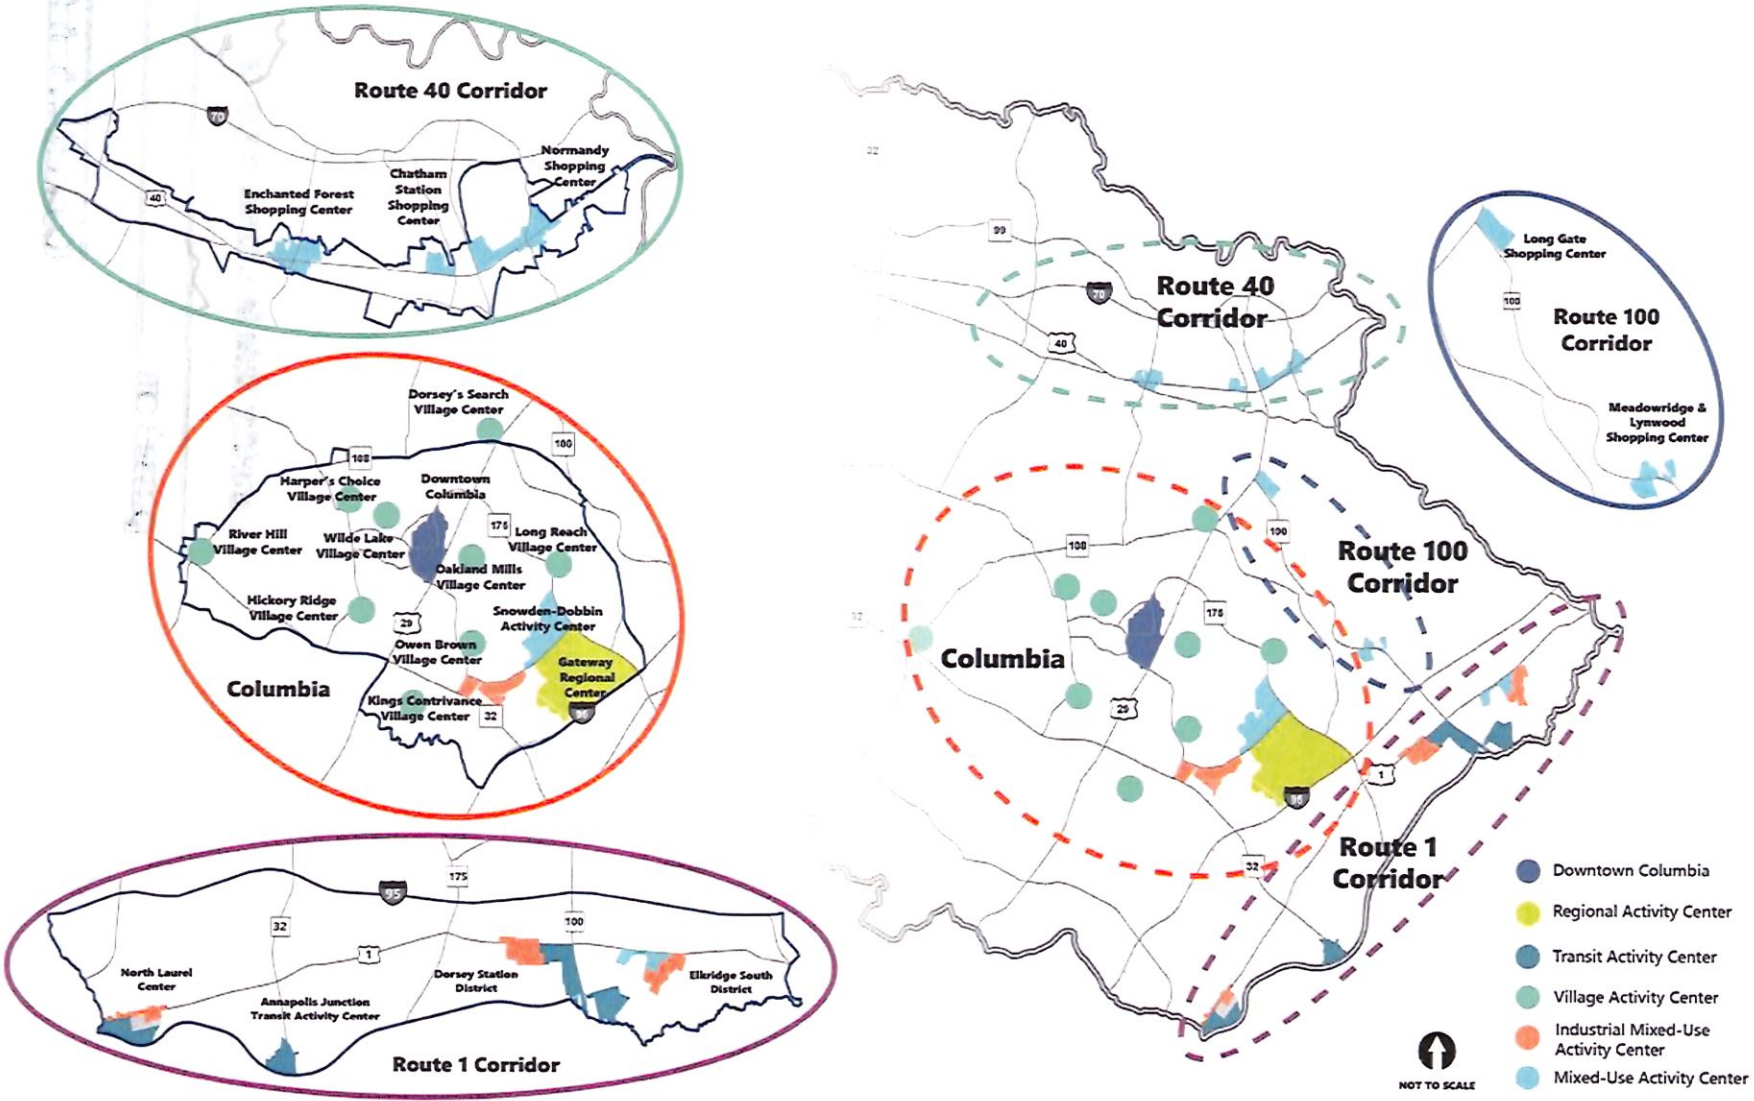 Route 40 Corridor
70
40
Enchanted Forest
Shopping Center
Chatham
Station
Shopping
Center
Normandy
Shopping
Center
Dorsey's Search
Village Center
100
108
Harper's Choice
Village Center
Downtown
Columbia
175
River Hill
Village Center
Wilde Lake
Village Center
Long Reach
Village Center
Oakland Mills
Village Center
Hickory Ridge
Village Center
29
Snowden-Dobbin
Activity Center
Owen Brown
Village Center
Gateway
Regional
Center
Columbia
Kings Contrivance
Village Center
32
95
175
95
32
100
1
North Laurel
Center
Dorsey Station
District
Elkridge South
District
Annapolis Junction
Transit Activity Center
Route 1 Corridor
32
99
70
Route 40
Corridor
40
108
100
Route 100
Corridor
175
32
Columbia
29
1
95
Route 1
Corridor
32
Long Gate
Shopping Center
100
Route 100
Corridor
Meadowridge &
Lynwood
Shopping Center
Downtown Columbia
Regional Activity Center
Transit Activity Center
Village Activity Center
Industrial Mixed-Use
Activity Center
Mixed-Use Activity Center
NOT TO SCALE